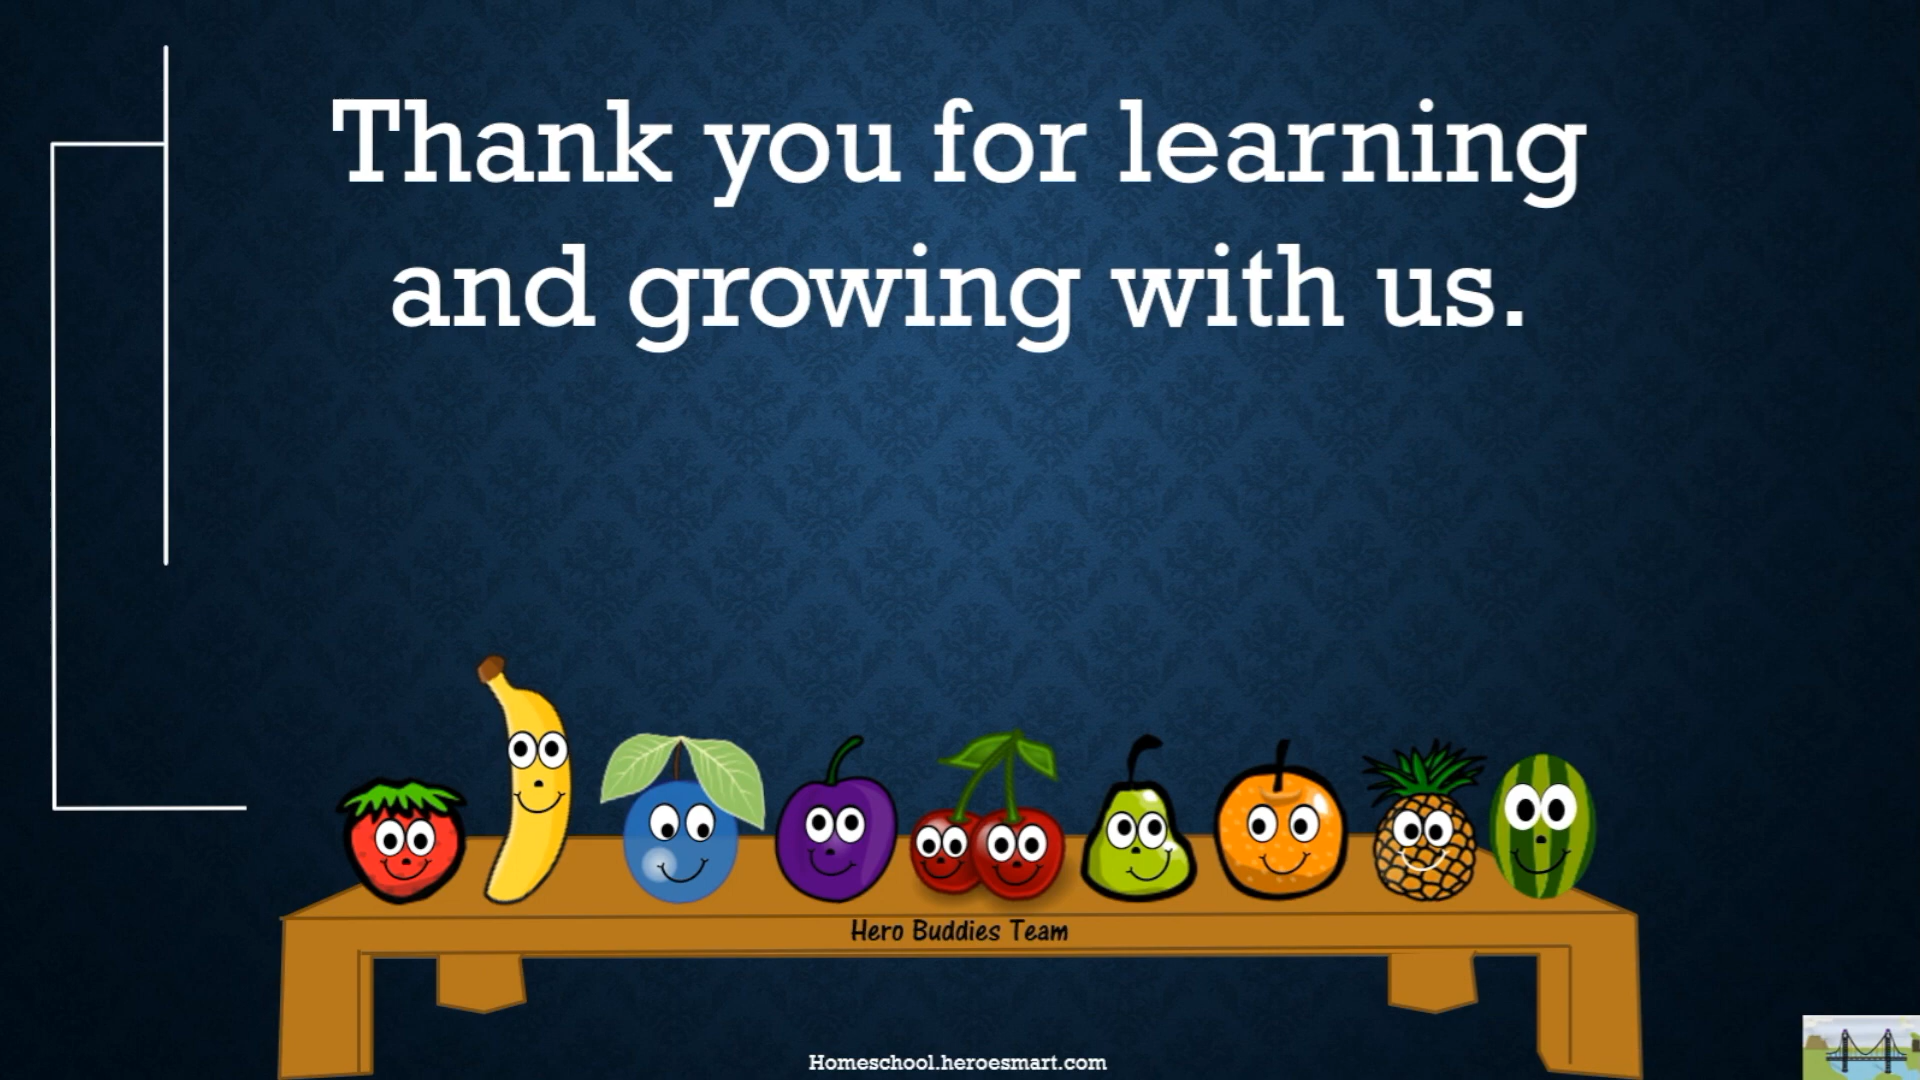 Thank you for learning
and growing with us.
Hero Buddies Team
Homeschool.heroesmart.com